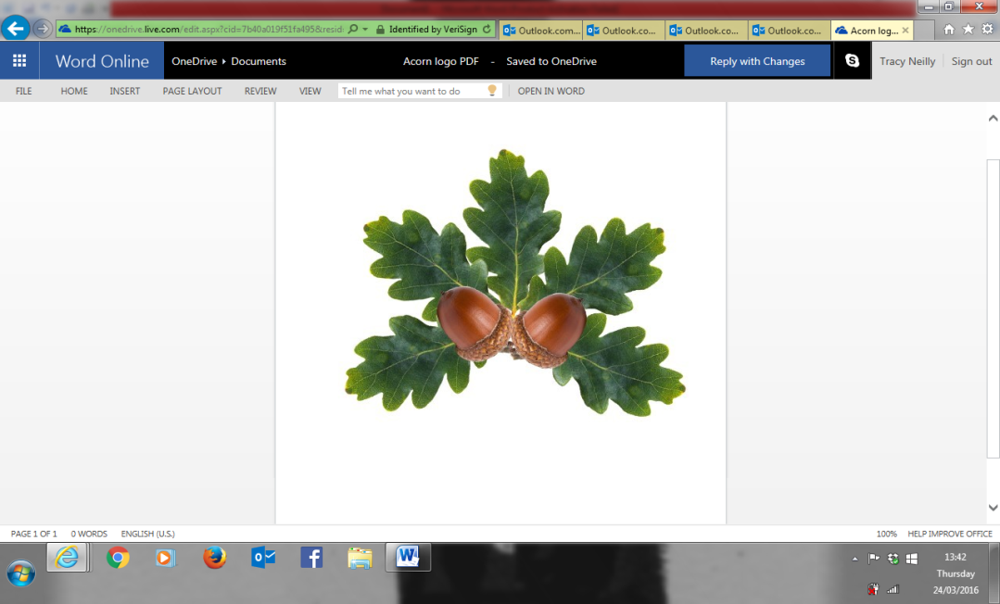 https://onedrive.live.com/edit.aspx?cid=7b40a019f51fa495&resid:
Identified by VeriSign
Outlook.com...
Outlook.co...
Outlook.co...
Outlook.co...
Acorn log...
Word Online
OneDrive
Documents
Acorn logo PDF - Saved to OneDrive
Reply with Changes
Tracy Neilly
Sign out
FILE
HOME
INSERT
PAGE LAYOUT
REVIEW
VIEW
Tell me what you want to do
OPEN IN WORD
PAGE 1 OF 1
0 WORDS
ENGLISH (U.S.)
100%
HELP IMPROVE OFFICE
13:42
Thursday
24/03/2016